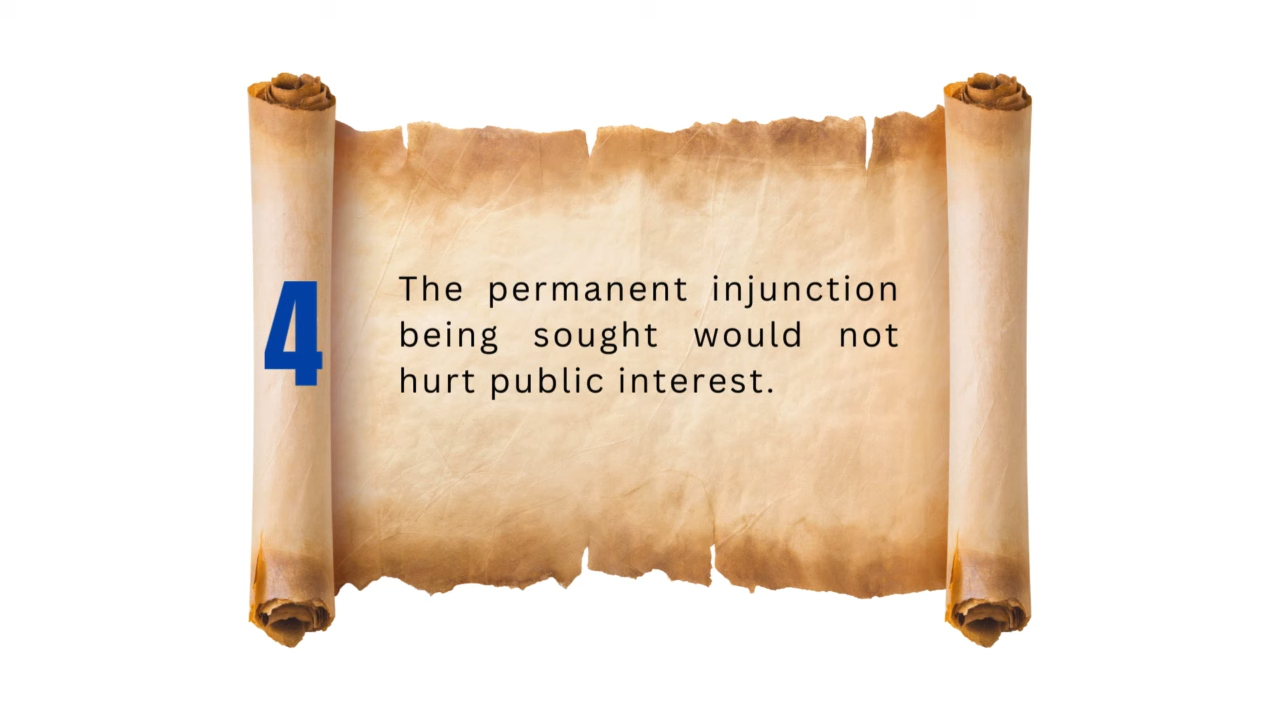 4
The permanent injunction
being sought would not
hurt public interest.